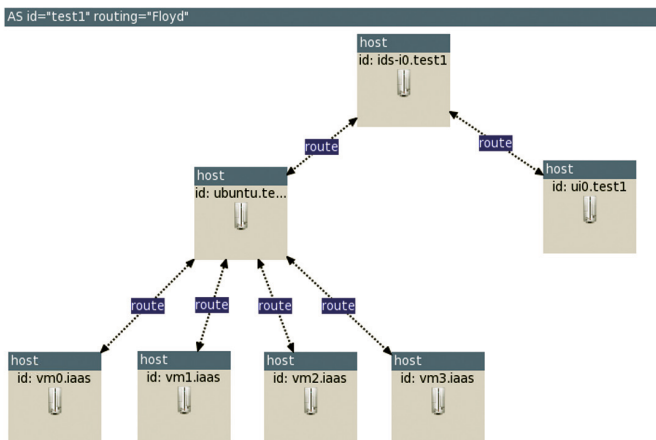 AS id="test1" routing="Floyd"
host
id: ids-i0.test1
route
route
host
id: ubuntu.te...
host
id: ui0.test1
route
route
route
route
host
id: vm0.iaas
host
id: vm1.iaas
host
id: vm2.iaas
host
id: vm3.iaas